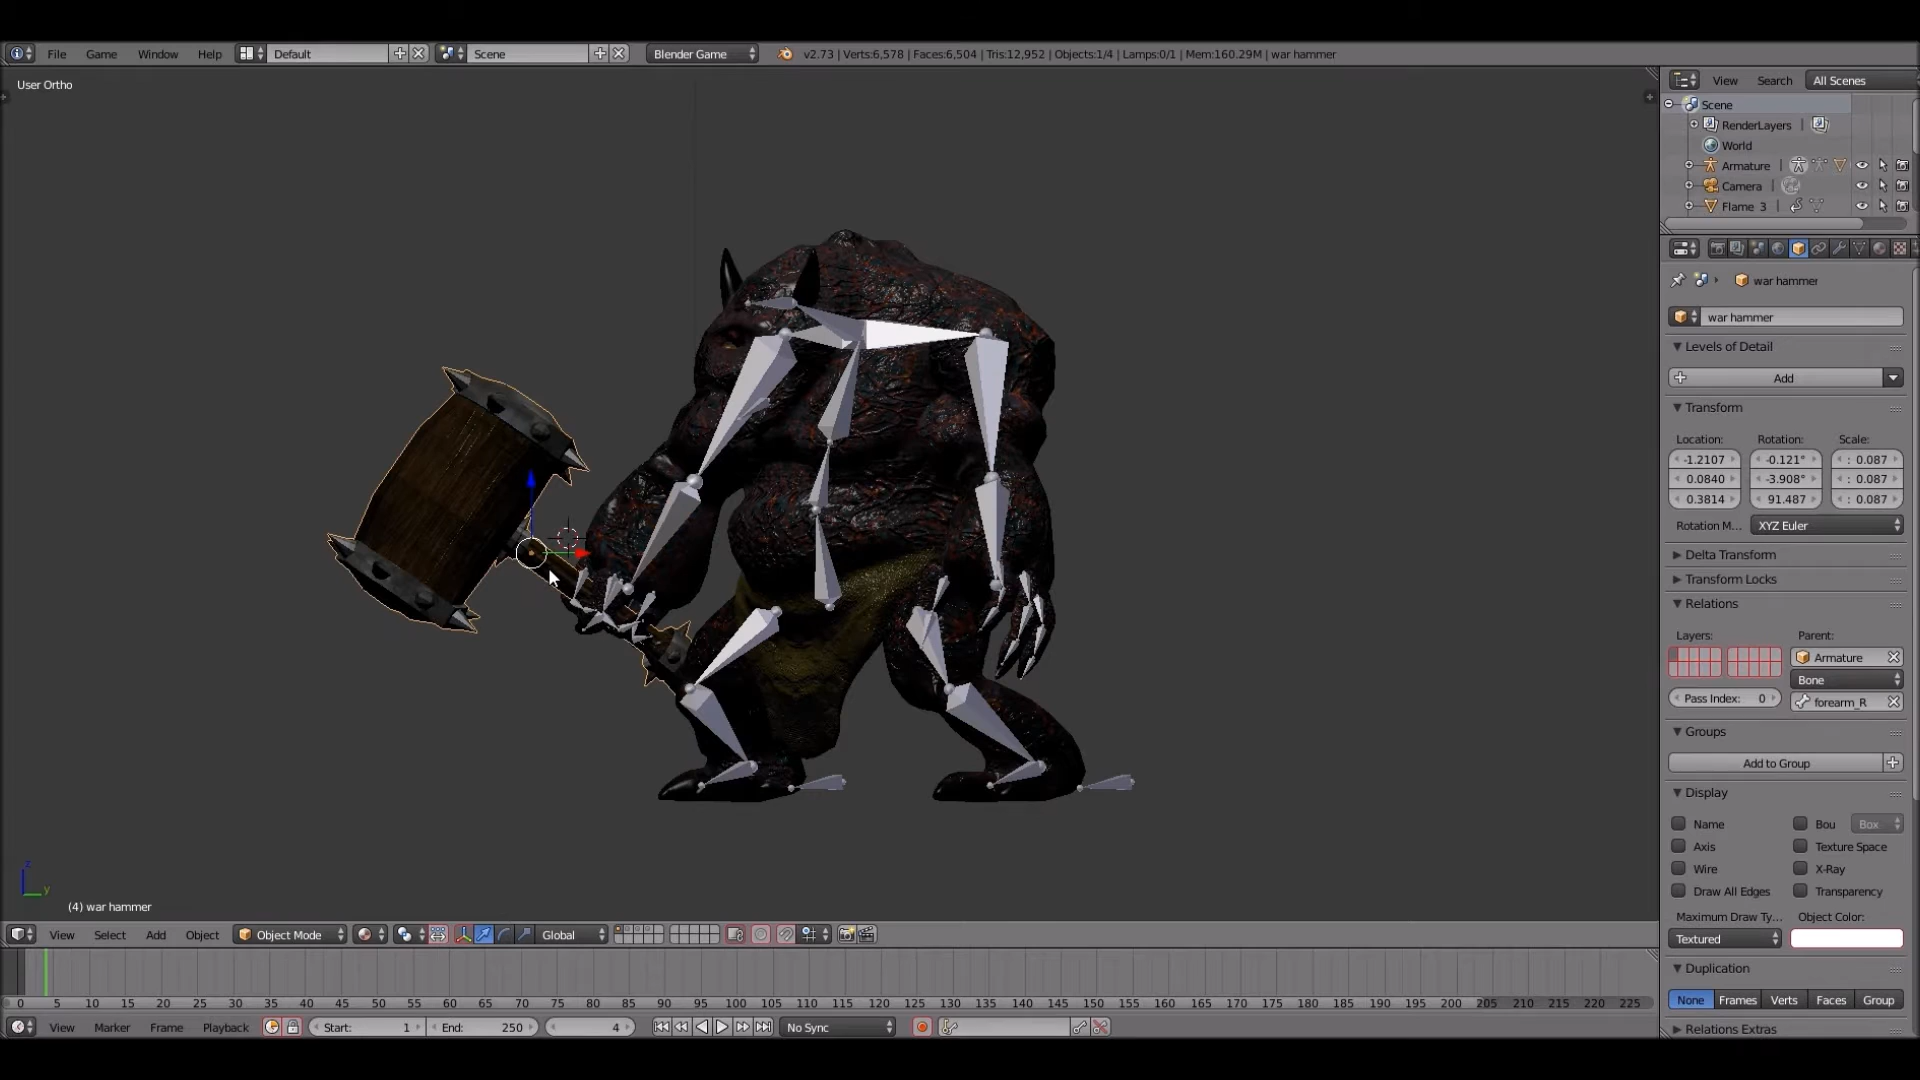 File Game Window Help Default Scene Blender Game v2.73 | Verts:6,578 | Faces:6,504 | Tris:12,952 | Objects:1/4 | Lamps:0/1 | Mem:160.29M | war hammer
User Ortho
View Search All Scenes
Scene
RenderLayers |
World
Armature |
Camera |
Flame_3 |
war hammer
war hammer
Levels of Detail
Add
Transform
Location: Rotation: Scale:
-1.2107 -0.121° : 0.087
0.0840 -3.908° : 0.087
0.3814 91.487 : 0.087
Rotation M... XYZ Euler
Delta Transform
Transform Locks
Relations
Layers: Parent:
Armature
Bone
Pass Index: 0 forearm_R
Groups
Add to Group
Display
Name Bou Box
Axis Texture Space
Wire X-Ray
Draw All Edges Transparency
Maximum Draw Ty... Object Color:
Textured
Duplication
None Frames Verts Faces Group
Relations Extras
z
y
(4) war hammer
View Select Add Object Object Mode Global
0 5 10 15 20 25 30 35 40 45 50 55 60 65 70 75 80 85 90 95 100 105 110 115 120 125 130 135 140 145 150 155 160 165 170 175 180 185 190 195 200 205 210 215 220 225
View Marker Frame Playback Start: 1 End: 250 4 No Sync